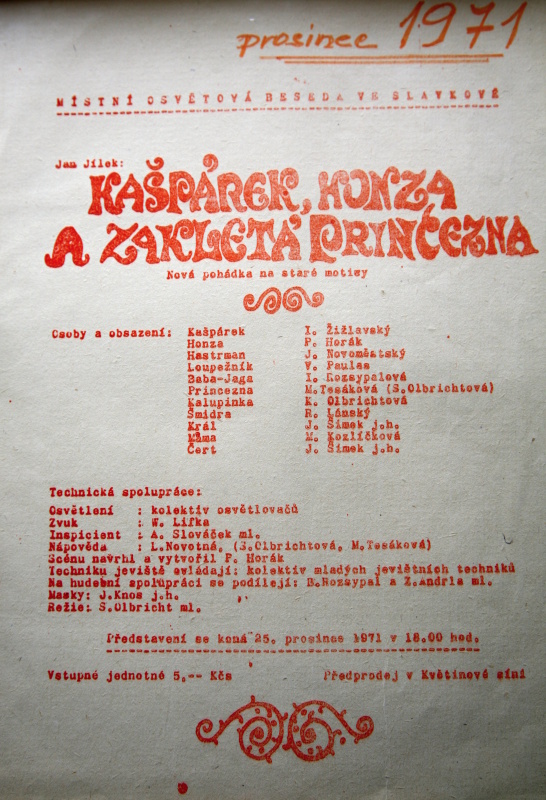 prosinec 1971
MÍSTNÍ OSVĚTOVÁ BESEDA VE SLAVKOVĚ
Jan Jílek:
KAŠPÁREK, HONZA
A ZAKLETÁ PRINCEZNA
Nová pohádka na staré motivy
Osoby a obsazení: Kašpárek I. Žižlavský
Honza P. Horák
Hastrman J. Novoměstský
Loupežník V. Paulas
Baba-Jaga I. Rozsypalová
Princezna M.Tesáková (S.Olbrichtová)
Kalupinka K. Olbrichtová
Šmidra R. Lánský
Král J. Šimek j.h.
Máma M. Kozlíčková
Čert J. Šimek j.h.
Technická spolupráce:
Osvětlení : kolektiv osvětlovačů
Zvuk : W. Lifka
Inspicient : A. Slováček ml.
Nápověda : L.Novotná, (S.Olbrichtová, M.Tesáková)
Scénu navrhl a vytvořil P. Horák
Techniku jeviště ovládají: kolektiv mladých jevištních techniků
Na hudební spolupráci se podílejí: B.Rozsypal a Z.Andrla ml.
Masky: J.Knos j.h.
Režie: S.Olbricht ml.
Představení se koná 25. prosince 1971 v 18.00 hod.
Vstupné jednotné 5,-- Kčs Předprodej v Květinové síni